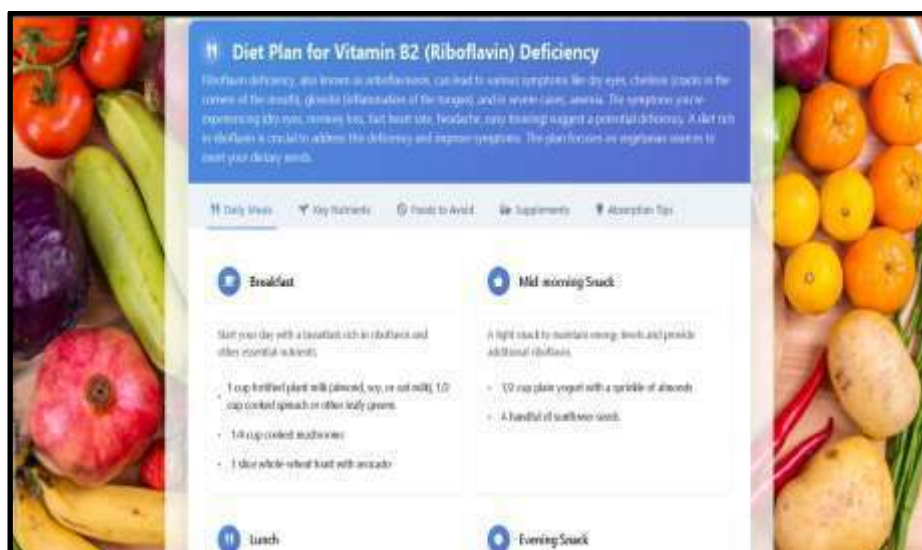 Diet Plan for Vitamin B2 (Riboflavin) Deficiency
Riboflavin deficiency, also known as ariboflavinosis, can lead to various symptoms like dry eyes, cheilosis (cracks in the
corners of the mouth), glossitis (inflammation of the tongue), and in severe cases, anemia. The symptoms you're
experiencing (dry eyes, memory loss, fast heart rate, headache, easy bruising) suggest a potential deficiency. A diet rich
in riboflavin is crucial to address the deficiency and improve symptoms. This plan focuses on vegetarian sources to
meet your dietary needs.
Daily Meals Key Nutrients Foods to Avoid Supplements Absorption Tips
Breakfast
Start your day with a breakfast rich in riboflavin and
other essential nutrients.
1 cup fortified plant milk (almond, soy, or oat milk), 1/2
cup cooked spinach or other leafy greens
1/4 cup cooked mushrooms
1 slice whole-wheat toast with avocado
Mid-morning Snack
A light snack to maintain energy levels and provide
additional riboflavin.
1/2 cup plain yogurt with a sprinkle of almonds
A handful of sunflower seeds
Lunch
Evening Snack